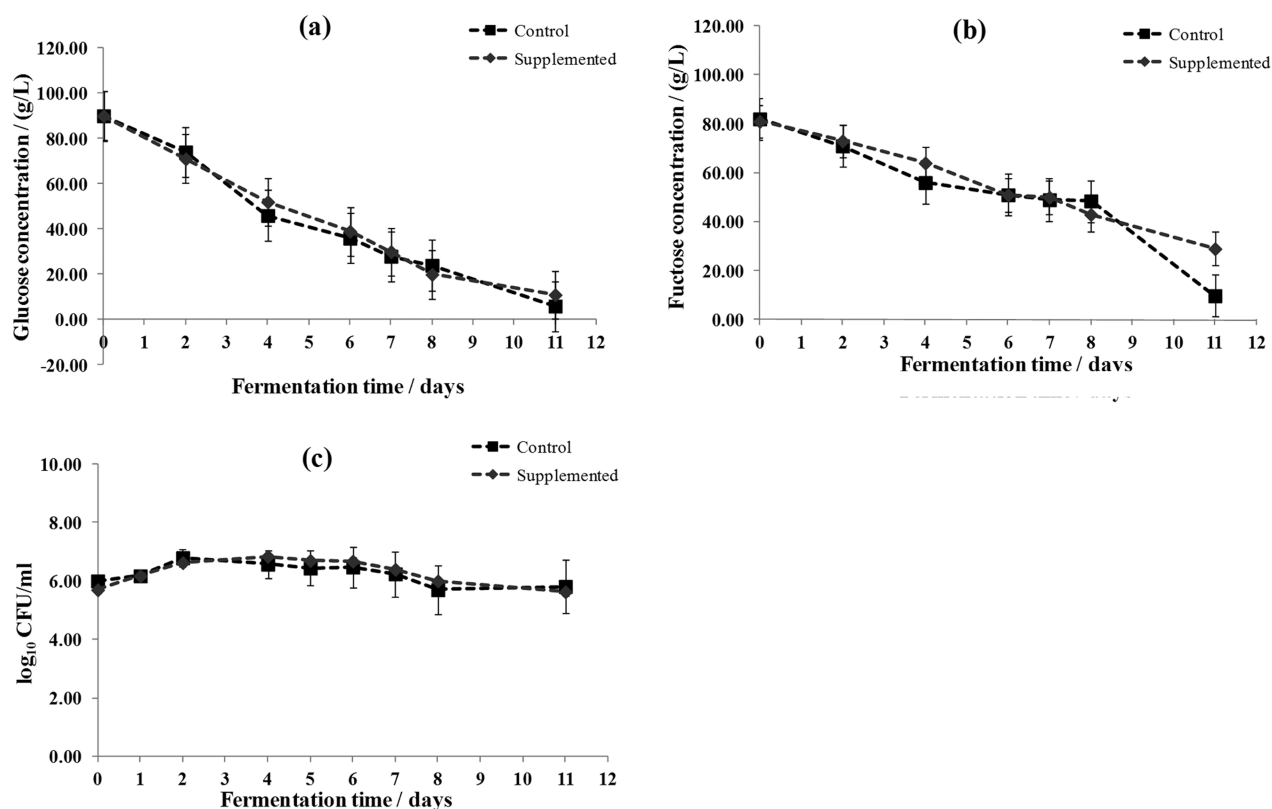 (a)
Control
Supplemented
Glucose concentration / (g/L)
120.00
100.00
80.00
60.00
40.00
20.00
0.00
-20.00
0 1 2 3 4 5 6 7 8 9 10 11 12
Fermentation time / days
(b)
Control
Supplemented
Fuctose concentration / (g/L)
120.00
100.00
80.00
60.00
40.00
20.00
0.00
0 1 2 3 4 5 6 7 8 9 10 11 12
Fermentation time / days
(c)
Control
Supplemented
log₁₀ CFU/ml
10.00
8.00
6.00
4.00
2.00
0.00
0 1 2 3 4 5 6 7 8 9 10 11 12
Fermentation time / days